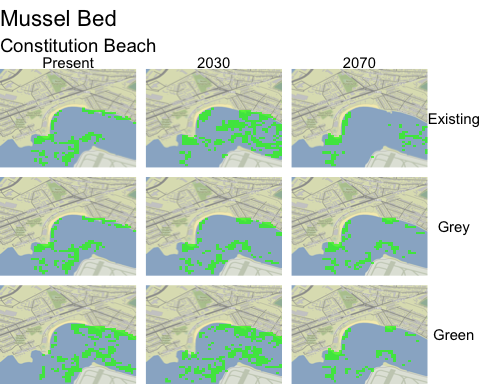 Mussel Bed
Constitution Beach
Present 2030 2070
Existing
Grey
Green